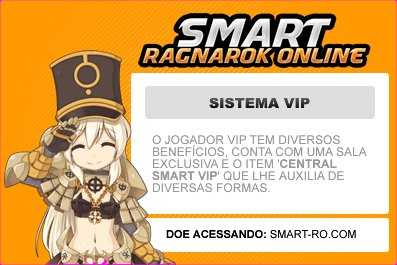 SMART
RAGNAROK ONLINE
SISTEMA VIP
O JOGADOR VIP TEM DIVERSOS
BENEFÍCIOS, CONTA COM UMA SALA
EXCLUSIVA E O ITEM 'CENTRAL
SMART VIP' QUE LHE AUXILIA DE
DIVERSAS FORMAS.
DOE ACESSANDO: SMART-RO.COM